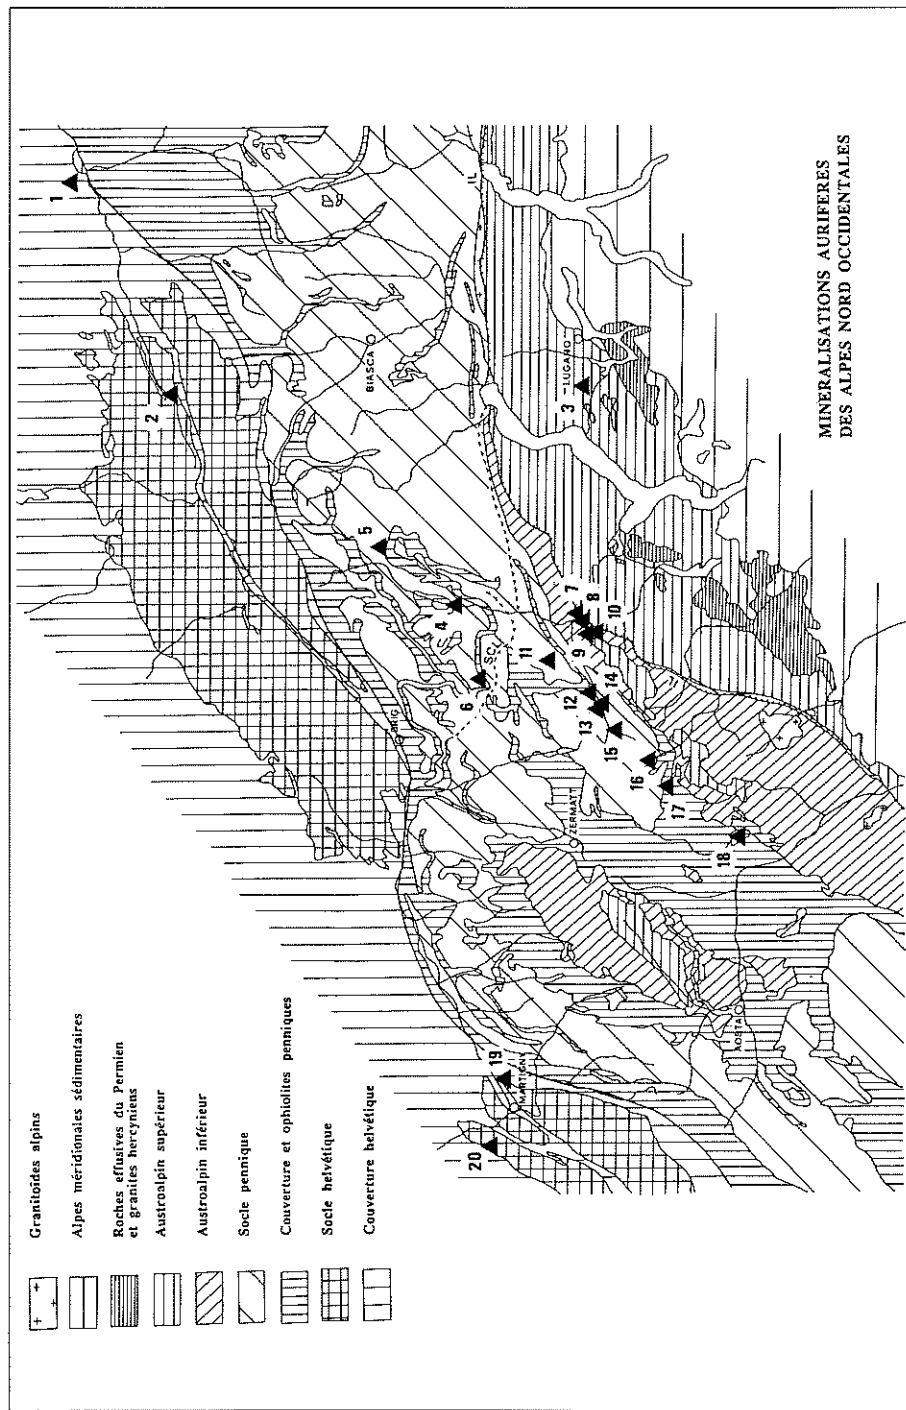 MINERALISATIONS AURIFERES
DES ALPES NORD OCCIDENTALES
Granitoides alpins
Alpes méridionales sédimentaires
Roches effusives du Permien
et granites hercyniens
Austroalpin supérieur
Austroalpin inférieur
Socle pennique
Couverture et ophiolites penniques
Socle helvétique
Couverture helvétique
1
2
3
4
5
6
7
8
9
10
11
12
13
14
15
16
17
18
19
20
BIASCA
LUGANO
IL
SCL
BRIG
ZERMATT
AOSTA
MARTIGNY